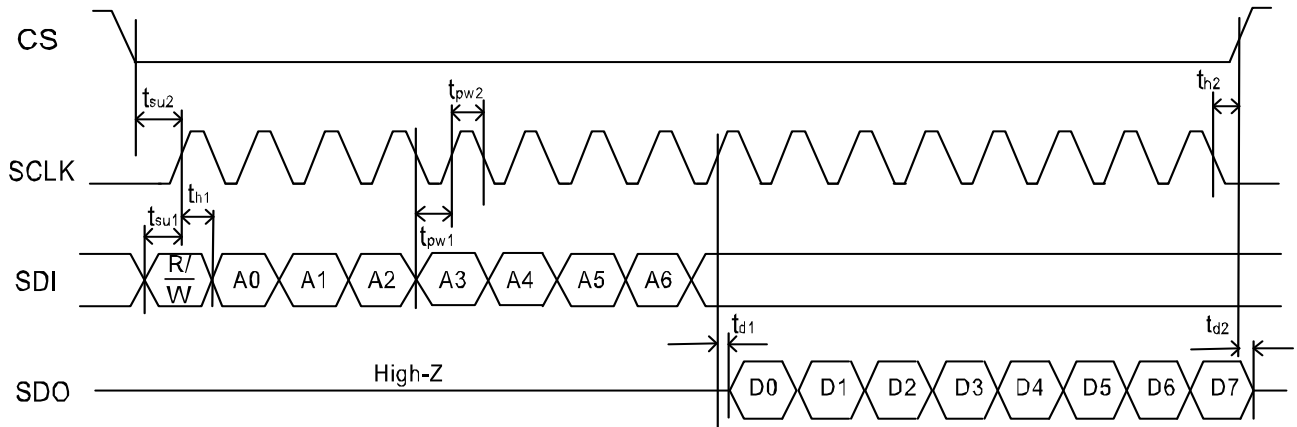 CS
tsu2
tpw2
th2
SCLK
th1
tsu1
tpw1
SDI
R/
W
A0
A1
A2
A3
A4
A5
A6
td1
td2
High-Z
SDO
D0
D1
D2
D3
D4
D5
D6
D7